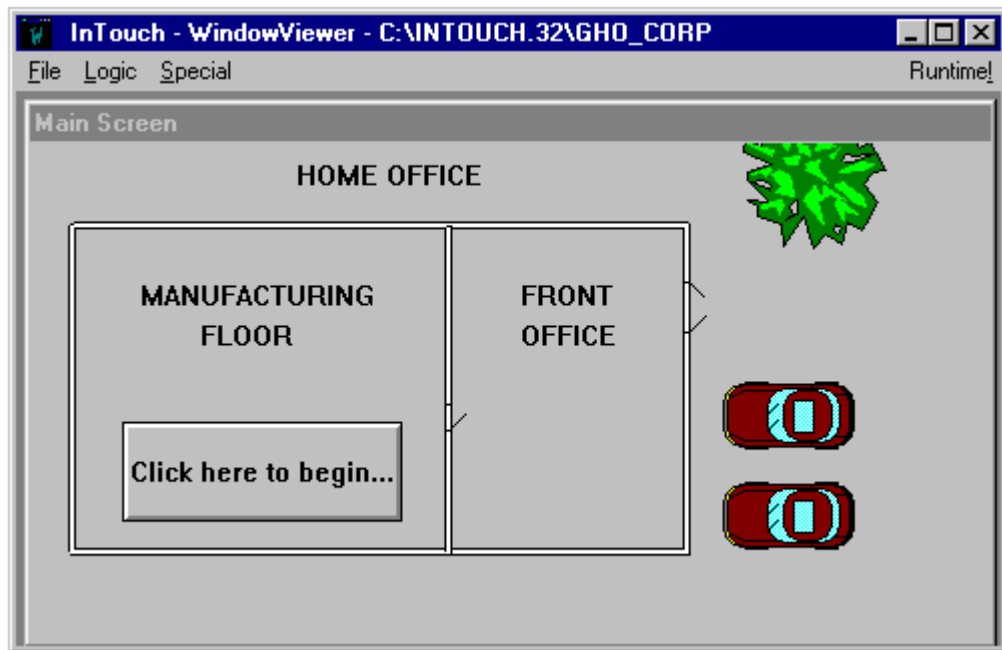 InTouch - WindowViewer - C:\INTOUCH.32\GHO_CORP
File Logic Special Runtime!
Main Screen
HOME OFFICE
MANUFACTURING
FLOOR
FRONT
OFFICE
Click here to begin...